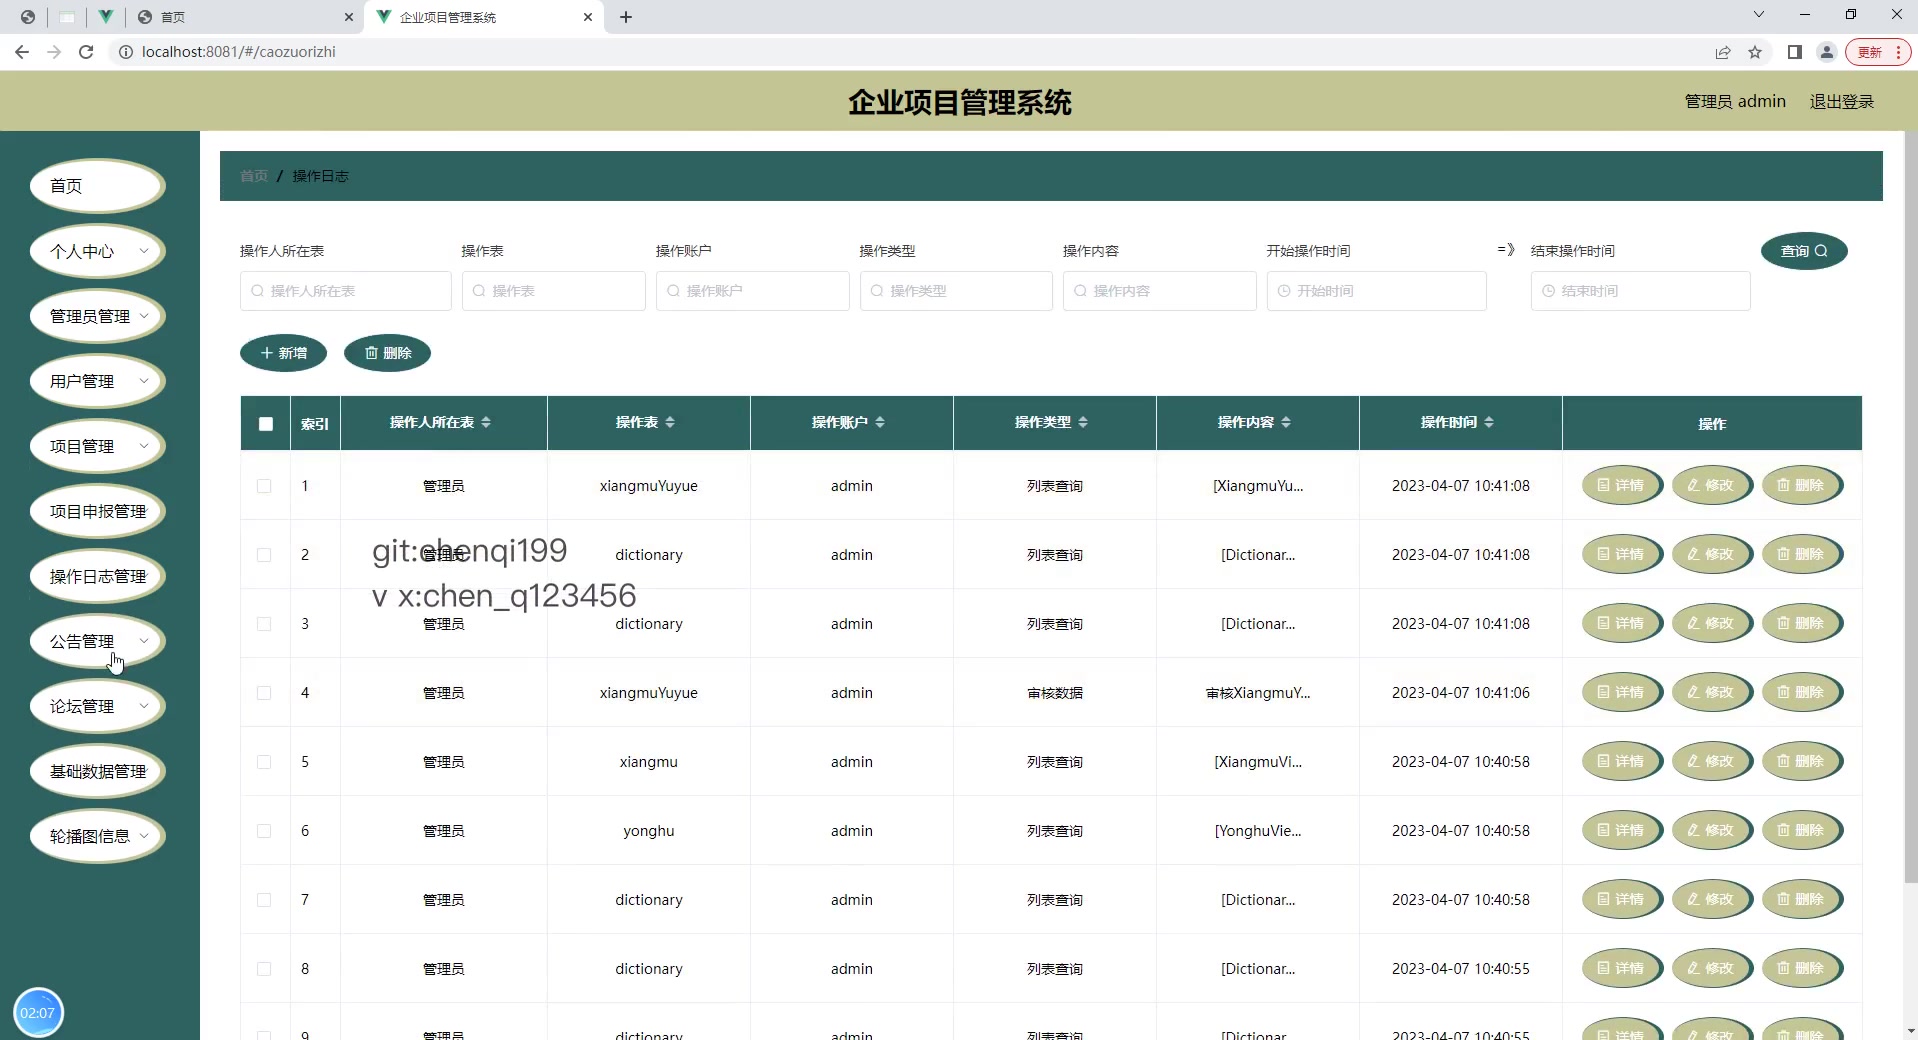 首页
企业项目管理系统
localhost:8081/#/caozuorizhi
更新
企业项目管理系统
管理员 admin 退出登录
首页
个人中心
管理员管理
用户管理
项目管理
项目申报管理
操作日志管理
公告管理
论坛管理
基础数据管理
轮播图信息
02:07
首页 / 操作日志
操作人所在表 操作表 操作账户 操作类型 操作内容 开始操作时间 =》 结束操作时间 查询
操作人所在表 操作表 操作账户 操作类型 操作内容 开始时间 结束时间
新增 删除
索引 操作人所在表 操作表 操作账户 操作类型 操作内容 操作时间 操作
1 管理员 xiangmuYuyue admin 列表查询 [XiangmuYu... 2023-04-07 10:41:08 详情 修改 删除
2 管理员 dictionary admin 列表查询 [Dictionar... 2023-04-07 10:41:08 详情 修改 删除
git:chenqi199
v x:chen_q123456
3 管理员 dictionary admin 列表查询 [Dictionar... 2023-04-07 10:41:08 详情 修改 删除
4 管理员 xiangmuYuyue admin 审核数据 审核XiangmuY... 2023-04-07 10:41:06 详情 修改 删除
5 管理员 xiangmu admin 列表查询 [XiangmuVi... 2023-04-07 10:40:58 详情 修改 删除
6 管理员 yonghu admin 列表查询 [YonghuVie... 2023-04-07 10:40:58 详情 修改 删除
7 管理员 dictionary admin 列表查询 [Dictionar... 2023-04-07 10:40:58 详情 修改 删除
8 管理员 dictionary admin 列表查询 [Dictionar... 2023-04-07 10:40:55 详情 修改 删除
9 管理员 dictionary admin 列表查询 [Dictionar... 2023-04-07 10:40:55 详情 修改 删除